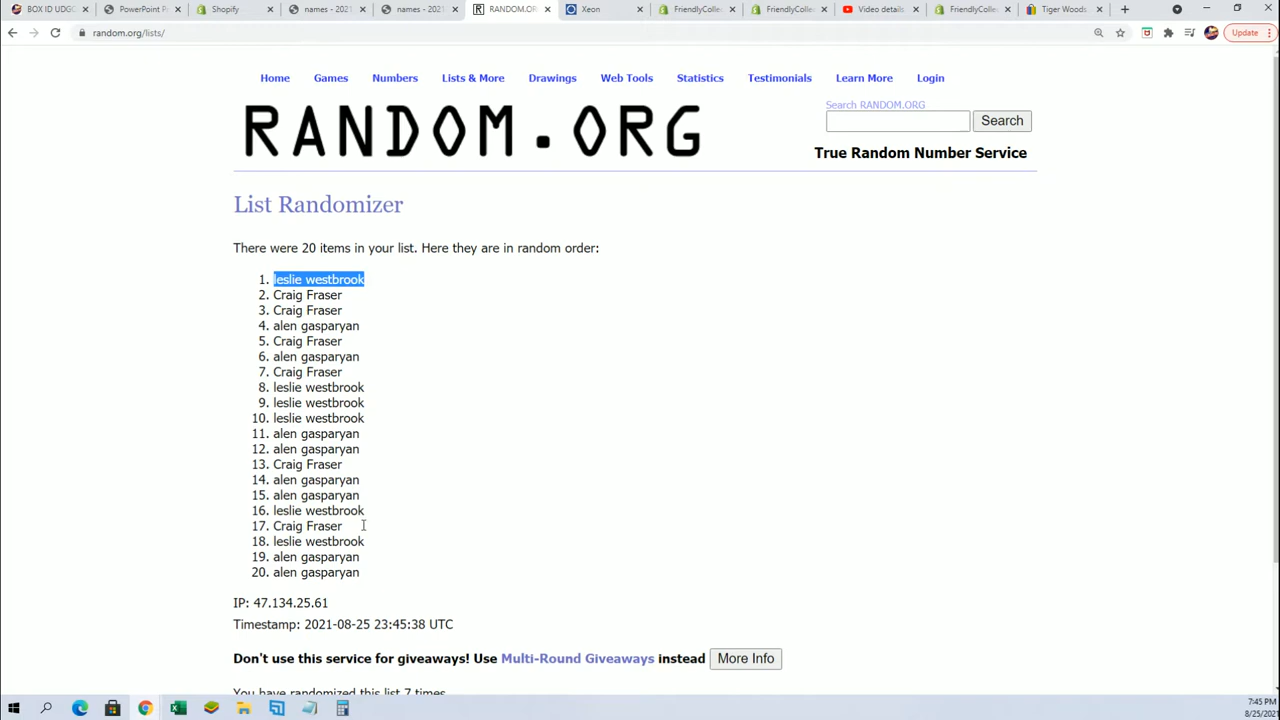 BOX ID UDGC
PowerPoint P
Shopify
names - 2021
names - 2021
RANDOM.OR
Xeon
FriendlyCollec
FriendlyCollec
Video details
FriendlyCollec
Tiger Woods
random.org/lists/
Update
Home Games Numbers Lists & More Drawings Web Tools Statistics Testimonials Learn More Login
RANDOM.ORG
Search RANDOM.ORG
Search
True Random Number Service
List Randomizer
There were 20 items in your list. Here they are in random order:
1. leslie westbrook
2. Craig Fraser
3. Craig Fraser
4. alen gasparyan
5. Craig Fraser
6. alen gasparyan
7. Craig Fraser
8. leslie westbrook
9. leslie westbrook
10. leslie westbrook
11. alen gasparyan
12. alen gasparyan
13. Craig Fraser
14. alen gasparyan
15. alen gasparyan
16. leslie westbrook
17. Craig Fraser
18. leslie westbrook
19. alen gasparyan
20. alen gasparyan
IP: 47.134.25.61
Timestamp: 2021-08-25 23:45:38 UTC
Don't use this service for giveaways! Use Multi-Round Giveaways instead More Info
You have randomized this list 7 times
7:45 PM
8/25/202